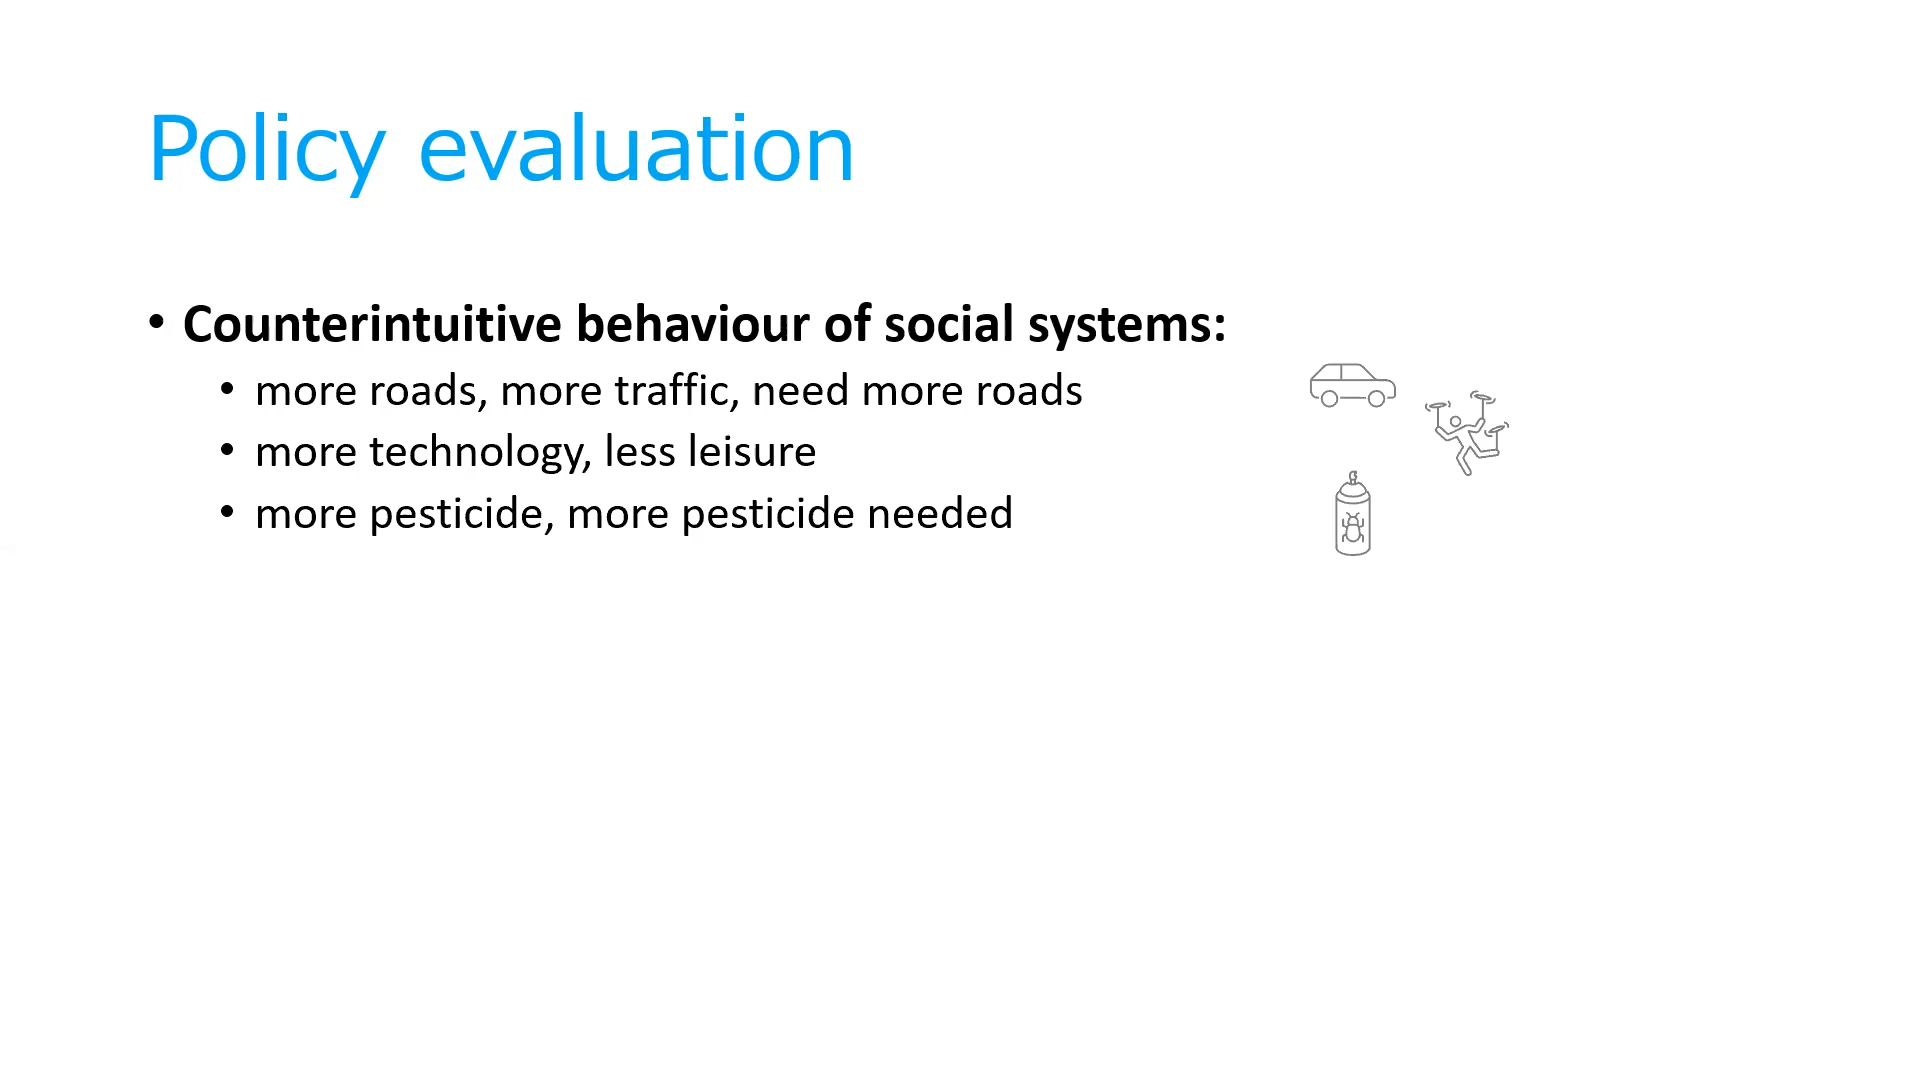 Policy evaluation
• Counterintuitive behaviour of social systems:
• more roads, more traffic, need more roads
• more technology, less leisure
• more pesticide, more pesticide needed